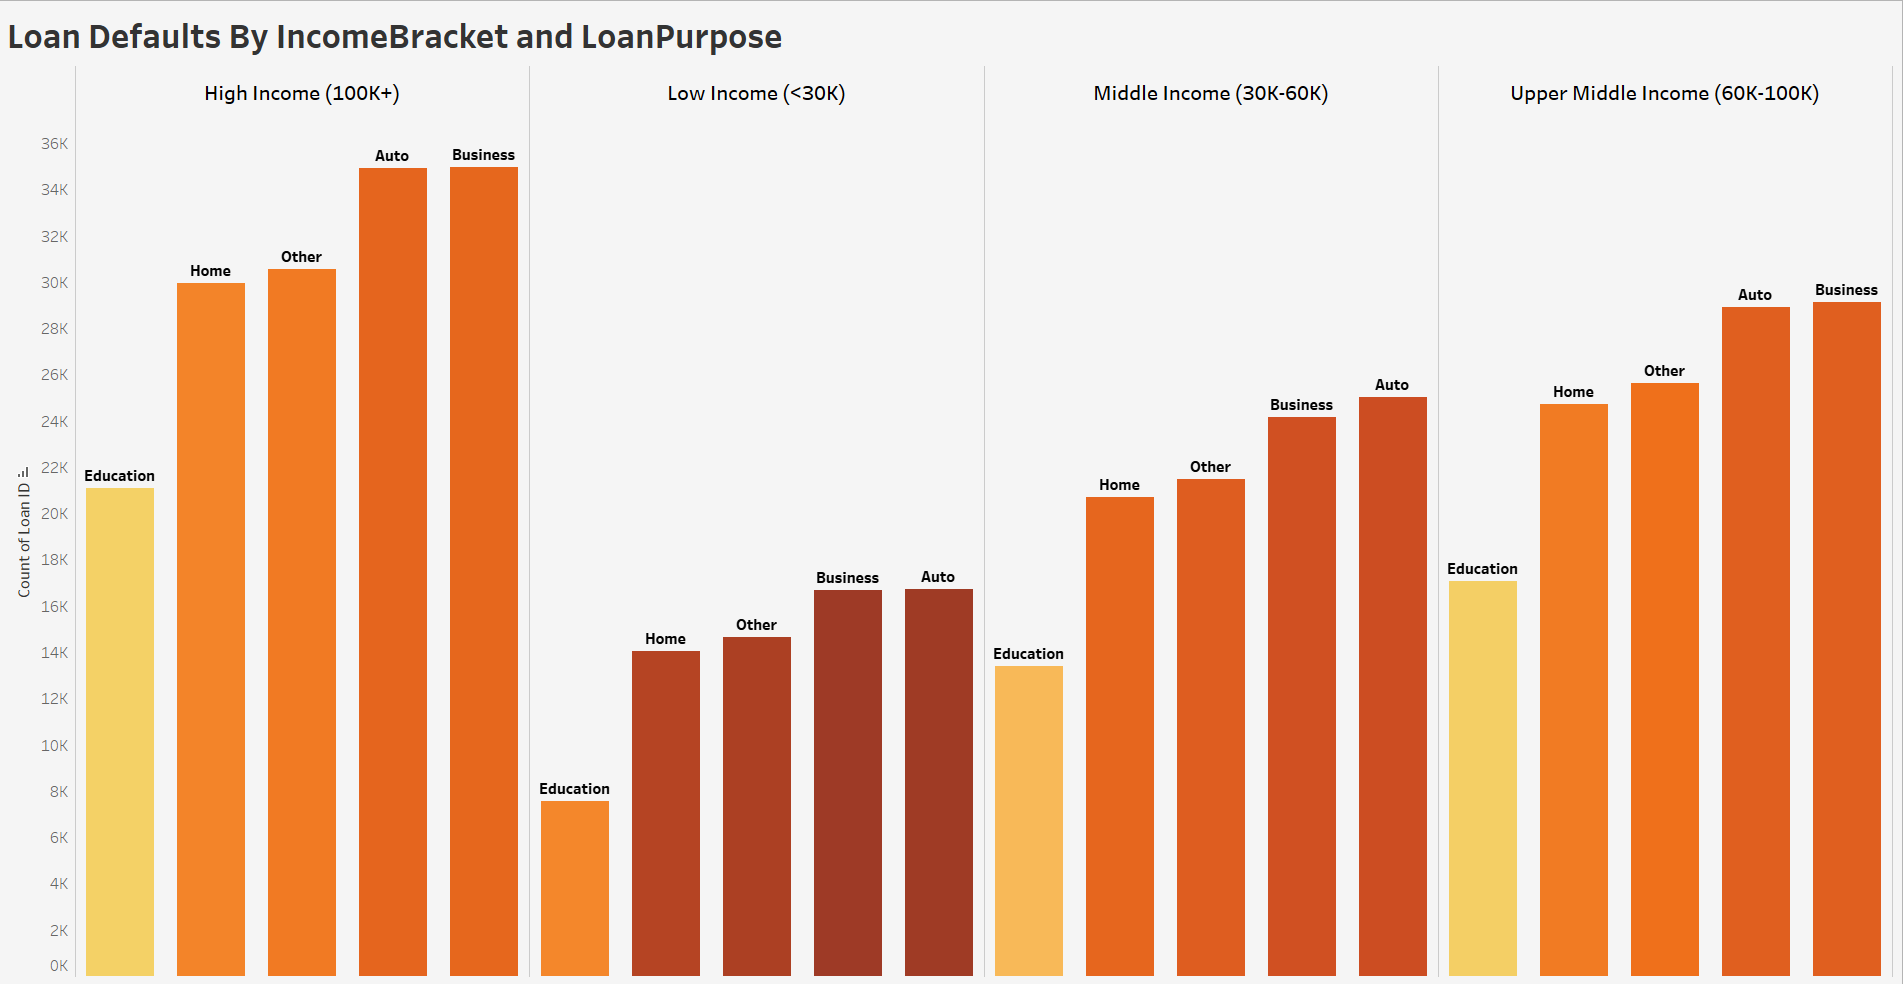 Loan Defaults By IncomeBracket and LoanPurpose
High Income (100K+)
Low Income (<30K)
Middle Income (30K-60K)
Upper Middle Income (60K-100K)
Count of Loan ID
36K
34K
32K
30K
28K
26K
24K
22K
20K
18K
16K
14K
12K
10K
8K
6K
4K
2K
0K
Education
Home
Other
Auto
Business
Education
Home
Other
Business
Auto
Education
Home
Other
Business
Auto
Education
Home
Other
Auto
Business